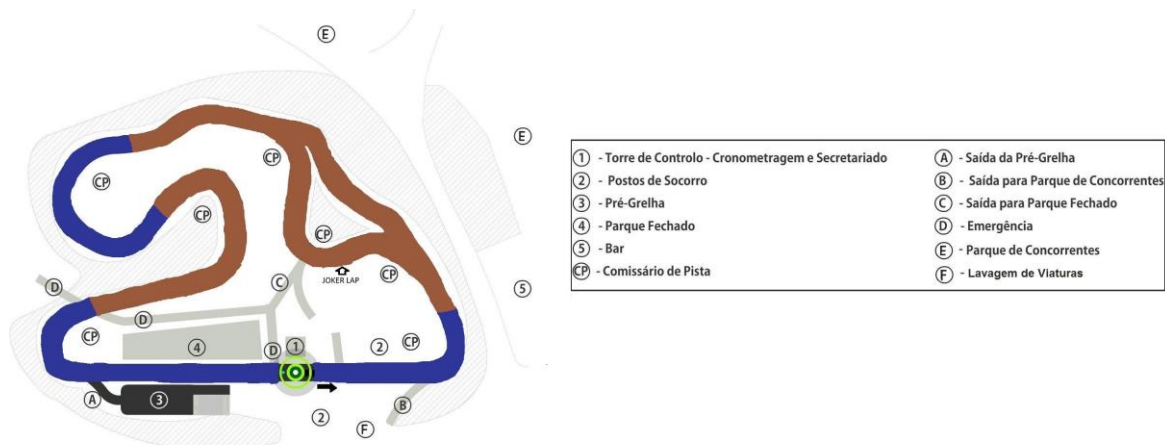 E
E
CP
CP
CP
CP
CP
JOKER LAP
D
C
5
D
CP
CP
4
D
1
2
A
3
B
2
F
1 - Torre de Controlo - Cronometragem e Secretariado
2 - Postos de Socorro
3 - Pré-Grelha
4 - Parque Fechado
5 - Bar
CP - Comissário de Pista
A - Saída da Pré-Grelha
B - Saída para Parque de Concorrentes
C - Saída para Parque Fechado
D - Emergência
E - Parque de Concorrentes
F - Lavagem de Viaturas